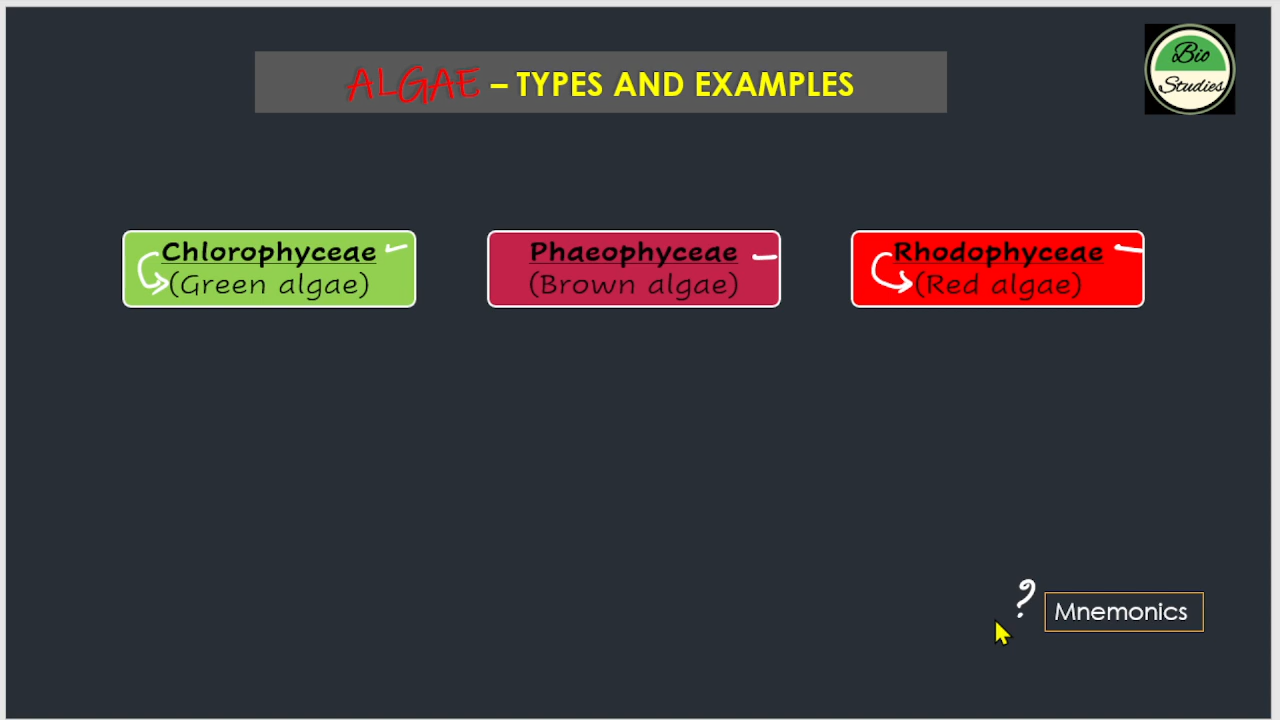 ALGAE – TYPES AND EXAMPLES
Bio
Studies
Chlorophyceae
(Green algae)
Phaeophyceae
(Brown algae)
Rhodophyceae
(Red algae)
?
Mnemonics